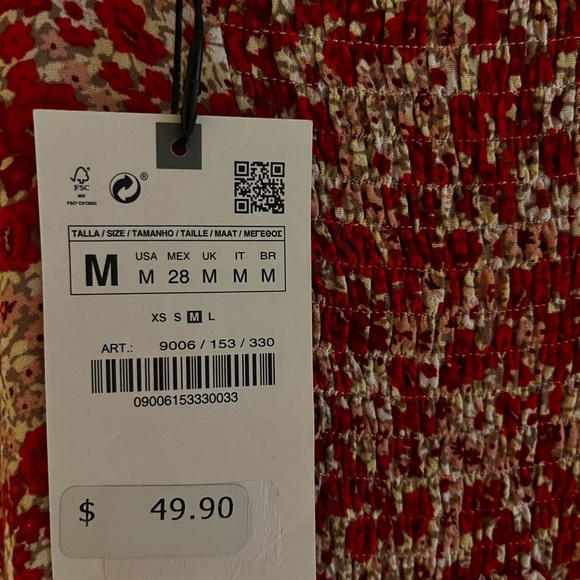 FSC
MIX
®
TALLA / SIZE / TAMANHO / TAILLE / MAAT / ΜΕΓΕΘΟΣ
M
USA MEX UK IT BR
M 28 M M M
XS S M L
ART.: 9006 / 153 / 330
09006153330033
$ 49.90